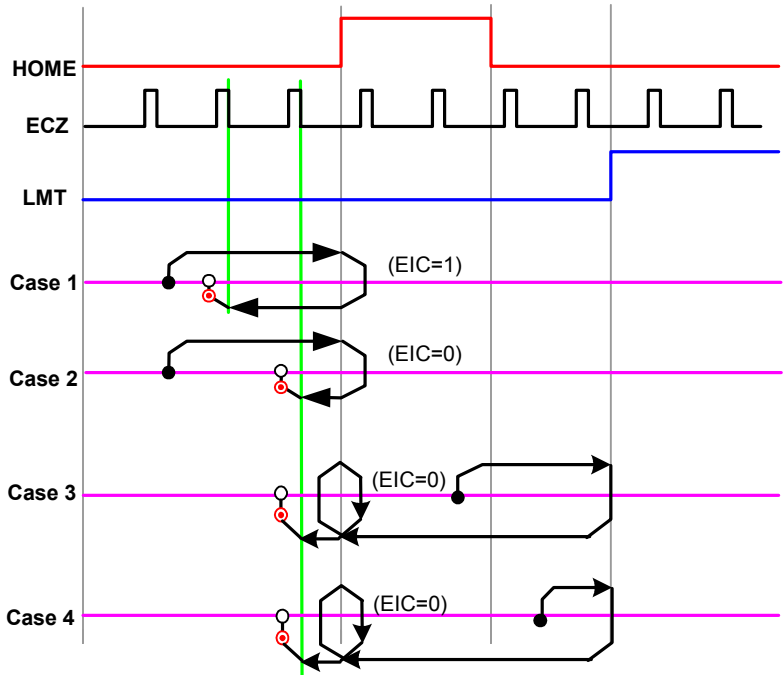 HOME
ECZ
LMT
Case 1 (EIC=1)
Case 2 (EIC=0)
Case 3 (EIC=0)
Case 4 (EIC=0)